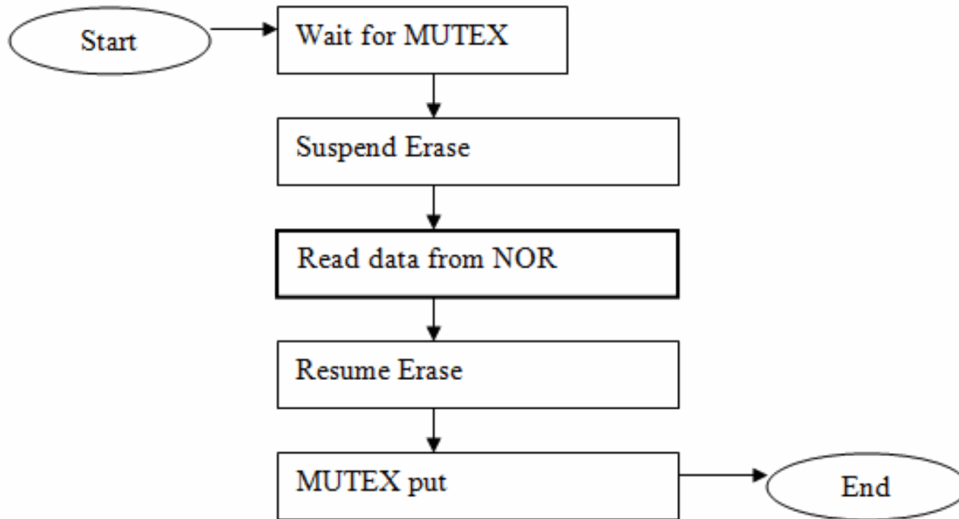 Start
Wait for MUTEX
Suspend Erase
Read data from NOR
Resume Erase
MUTEX put
End